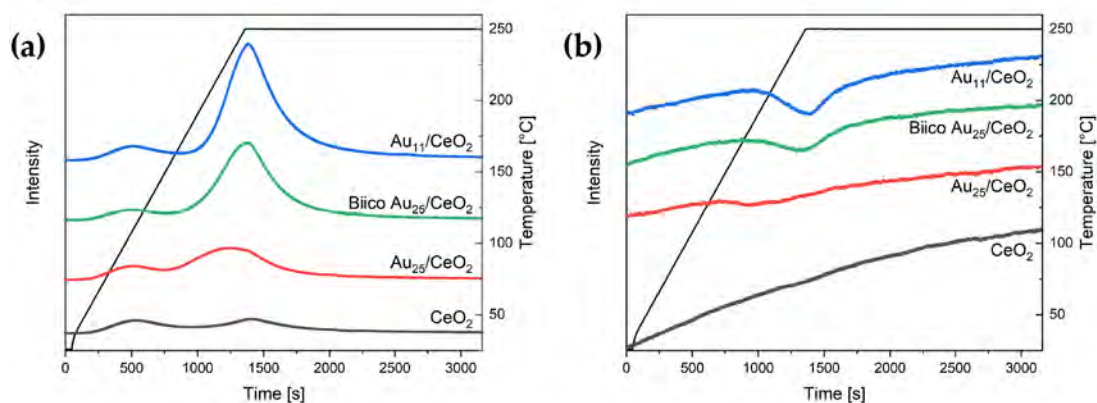 (a)
Intensity
Au₁₁/CeO₂
Biico Au₂₅/CeO₂
Au₂₅/CeO₂
CeO₂
250
200
150
100
50
Temperature [°C]
0 500 1000 1500 2000 2500 3000
Time [s]
(b)
Intensity
Au₁₁/CeO₂
Biico Au₂₅/CeO₂
Au₂₅/CeO₂
CeO₂
250
200
150
100
50
Temperature [°C]
0 500 1000 1500 2000 2500 3000
Time [s]